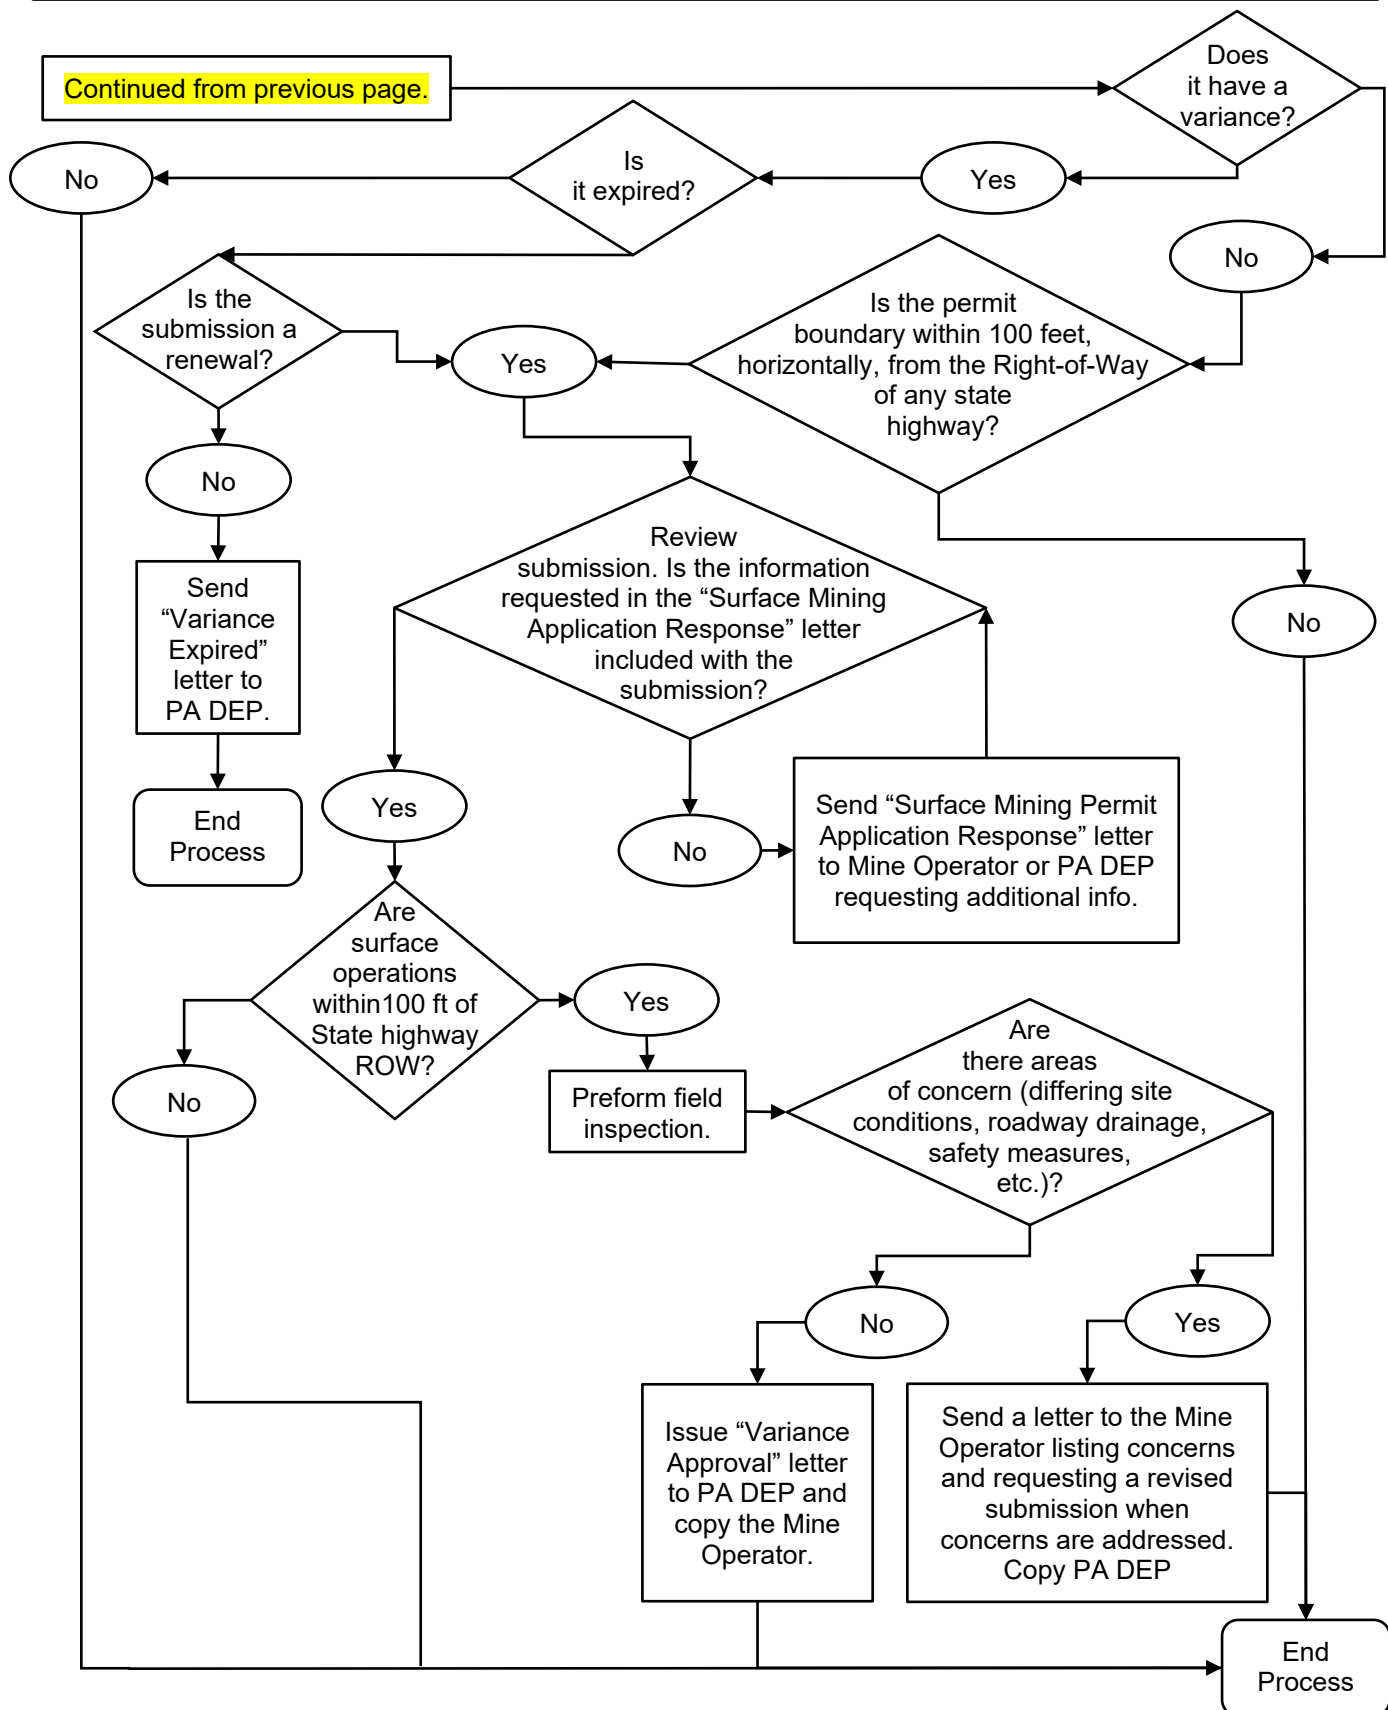 Continued from previous page.
Does
it have a
variance?
No
Is
it expired?
Yes
No
Is the
submission a
renewal?
Yes
Is the permit
boundary within 100 feet,
horizontally, from the Right-of-Way
of any state
highway?
No
Send
“Variance
Expired”
letter to
PA DEP.
End
Process
Review
submission. Is the information
requested in the “Surface Mining
Application Response” letter
included with the
submission?
No
Yes
No
Send “Surface Mining Permit
Application Response” letter
to Mine Operator or PA DEP
requesting additional info.
Are
surface
operations
within100 ft of
State highway
ROW?
Yes
No
Preform field
inspection.
Are
there areas
of concern (differing site
conditions, roadway drainage,
safety measures,
etc.)?
No
Yes
Issue “Variance
Approval” letter
to PA DEP and
copy the Mine
Operator.
Send a letter to the Mine
Operator listing concerns
and requesting a revised
submission when
concerns are addressed.
Copy PA DEP
End
Process